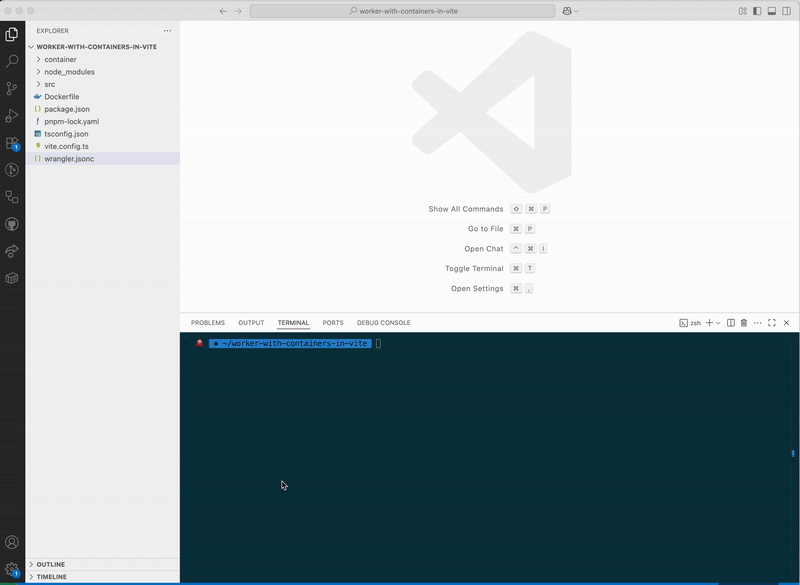 worker-with-containers-in-vite
EXPLORER
WORKER-WITH-CONTAINERS-IN-VITE
container
node_modules
src
Dockerfile
package.json
pnpm-lock.yaml
tsconfig.json
vite.config.ts
wrangler.jsonc
1
1
OUTLINE
TIMELINE
Show All Commands ⇧ ⌘ P
Go to File ⌘ P
Open Chat ^ ⌘ I
Toggle Terminal ⌘ T
Open Settings ⌘ ,
PROBLEMS OUTPUT TERMINAL PORTS DEBUG CONSOLE zsh
~/worker-with-containers-in-vite